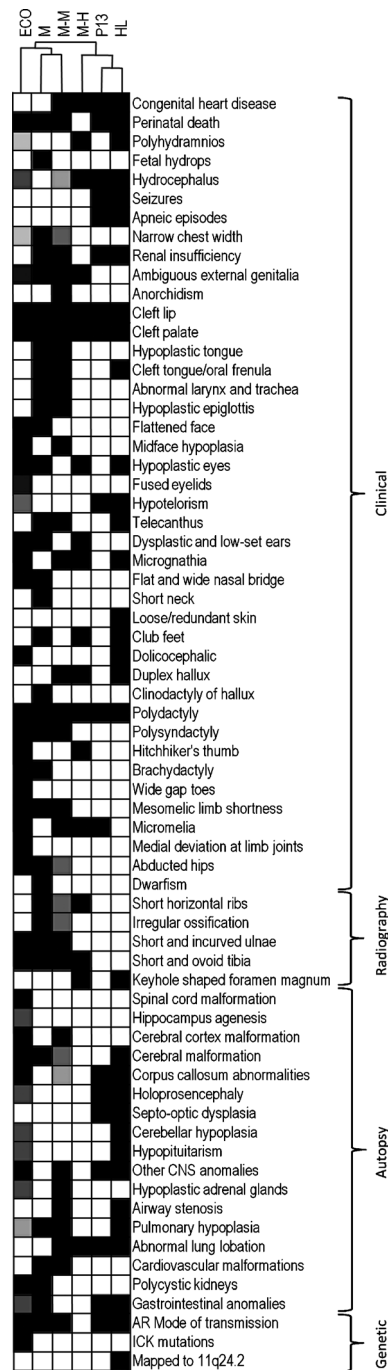 ECO
M
M-M
M-H
P13
HL
Congenital heart disease
Perinatal death
Polyhydramnios
Fetal hydrops
Hydrocephalus
Seizures
Apneic episodes
Narrow chest width
Renal insufficiency
Ambiguous external genitalia
Anorchidism
Cleft lip
Cleft palate
Hypoplastic tongue
Cleft tongue/oral frenula
Abnormal larynx and trachea
Hypoplastic epiglottis
Flattened face
Midface hypoplasia
Hypoplastic eyes
Fused eyelids
Hypotelorism
Telecanthus
Dysplastic and low-set ears
Micrognathia
Flat and wide nasal bridge
Short neck
Loose/redundant skin
Club feet
Dolicocephalic
Duplex hallux
Clinodactyly of hallux
Polydactyly
Polysyndactyly
Hitchhiker's thumb
Brachydactyly
Wide gap toes
Mesomelic limb shortness
Micromelia
Medial deviation at limb joints
Abducted hips
Dwarfism
Clinical
Short horizontal ribs
Irregular ossification
Short and incurved ulnae
Short and ovoid tibia
Keyhole shaped foramen magnum
Radiography
Spinal cord malformation
Hippocampus agenesis
Cerebral cortex malformation
Cerebral malformation
Corpus callosum abnormalities
Holoprosencephaly
Septo-optic dysplasia
Cerebellar hypoplasia
Hypopituitarism
Other CNS anomalies
Hypoplastic adrenal glands
Airway stenosis
Pulmonary hypoplasia
Abnormal lung lobation
Cardiovascular malformations
Polycystic kidneys
Gastrointestinal anomalies
Autopsy
AR Mode of transmission
ICK mutations
Mapped to 11q24.2
Genetic